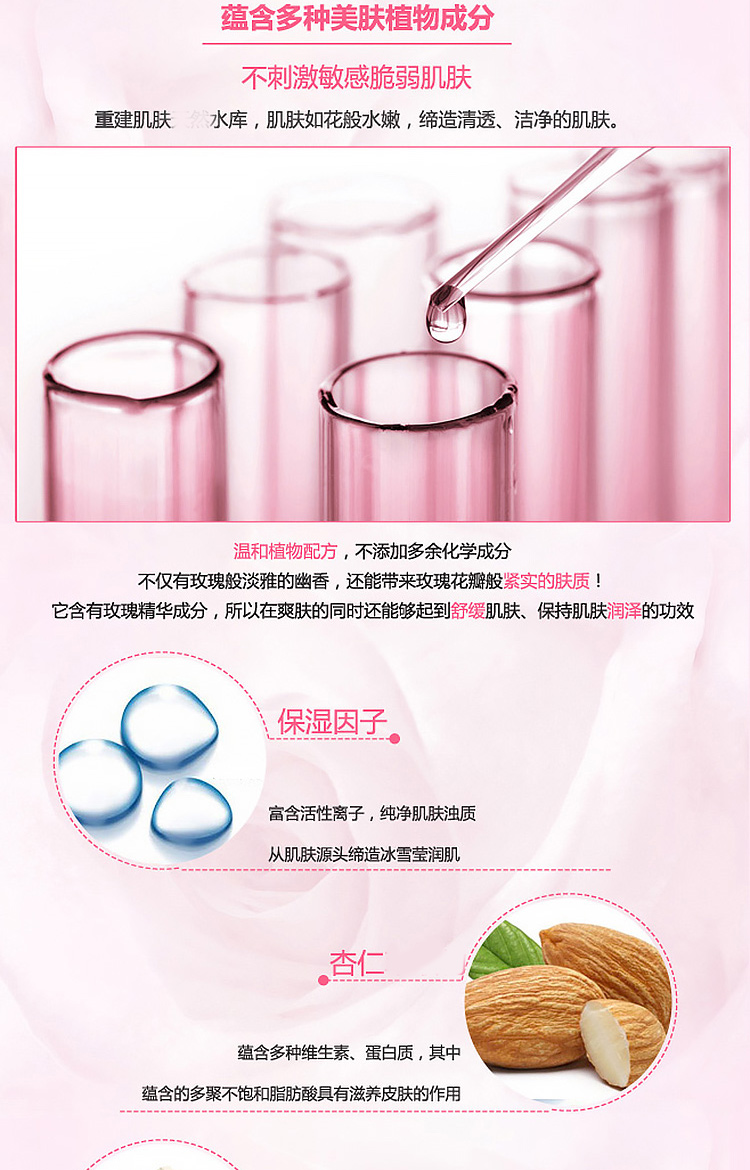 蕴含多种美肤植物成分
不刺激敏感脆弱肌肤
重建肌肤天然水库，肌肤如花般水嫩，缔造清透、洁净的肌肤。
温和植物配方，不添加多余化学成分
不仅有玫瑰般淡雅的幽香，还能带来玫瑰花瓣般紧实的肤质！
它含有玫瑰精华成分，所以在爽肤的同时还能够起到舒缓肌肤、保持肌肤润泽的功效
保湿因子
富含活性离子，纯净肌肤浊质
从肌肤源头缔造冰雪莹润肌
杏仁
蕴含多种维生素、蛋白质，其中
蕴含的多聚不饱和脂肪酸具有滋养皮肤的作用